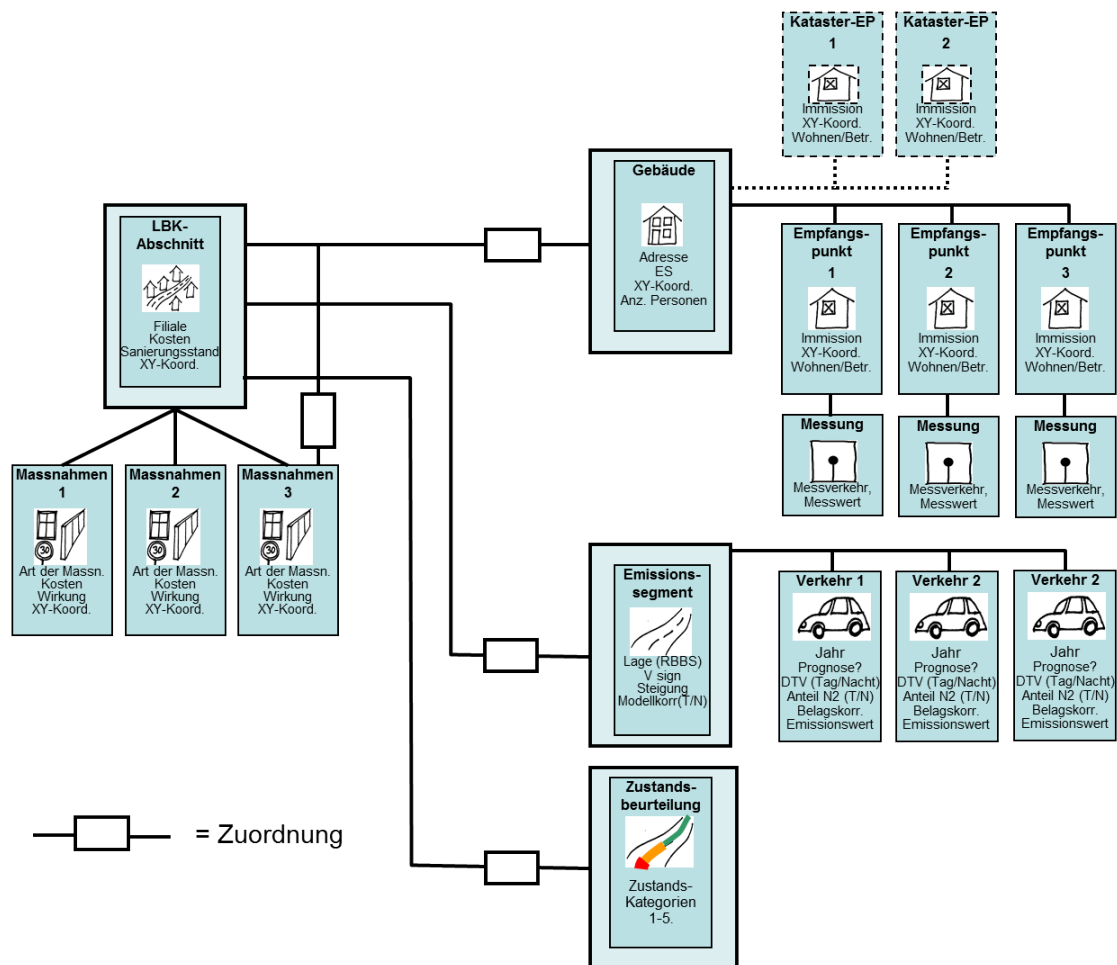 Kataster-EP
1
Immission
XY-Koord.
Wohnen/Betr.
Kataster-EP
2
Immission
XY-Koord.
Wohnen/Betr.
LBK-
Abschnitt
Filiale
Kosten
Sanierungsstand
XY-Koord.
Gebäude
Adresse
ES
XY-Koord.
Anz. Personen
Empfangs-
punkt
1
Immission
XY-Koord.
Wohnen/Betr.
Empfangs-
punkt
2
Immission
XY-Koord.
Wohnen/Betr.
Empfangs-
punkt
3
Immission
XY-Koord.
Wohnen/Betr.
Messung
Messverkehr,
Messwert
Messung
Messverkehr,
Messwert
Messung
Messverkehr,
Messwert
Massnahmen
1
30
Art der Massn.
Kosten
Wirkung
XY-Koord.
Massnahmen
2
30
Art der Massn.
Kosten
Wirkung
XY-Koord.
Massnahmen
3
30
Art der Massn.
Kosten
Wirkung
XY-Koord.
Emissions-
segment
Lage (RBBS)
V sign
Steigung
Modellkorr(T/N)
Verkehr 1
Jahr
Prognose?
DTV (Tag/Nacht)
Anteil N2 (T/N)
Belagskorr.
Emissionswert
Verkehr 2
Jahr
Prognose?
DTV (Tag/Nacht)
Anteil N2 (T/N)
Belagskorr.
Emissionswert
Verkehr 2
Jahr
Prognose?
DTV (Tag/Nacht)
Anteil N2 (T/N)
Belagskorr.
Emissionswert
Zustands-
beurteilung
Zustands-
Kategorien
1-5.
= Zuordnung